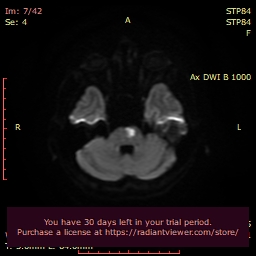 Im: 7/42
STP84
Se: 4
STP84
F
A
Ax DWI B 1000
R
L
You have 30 days left in your trial period.
Purchase a license at https://radiantviewer.com/store/